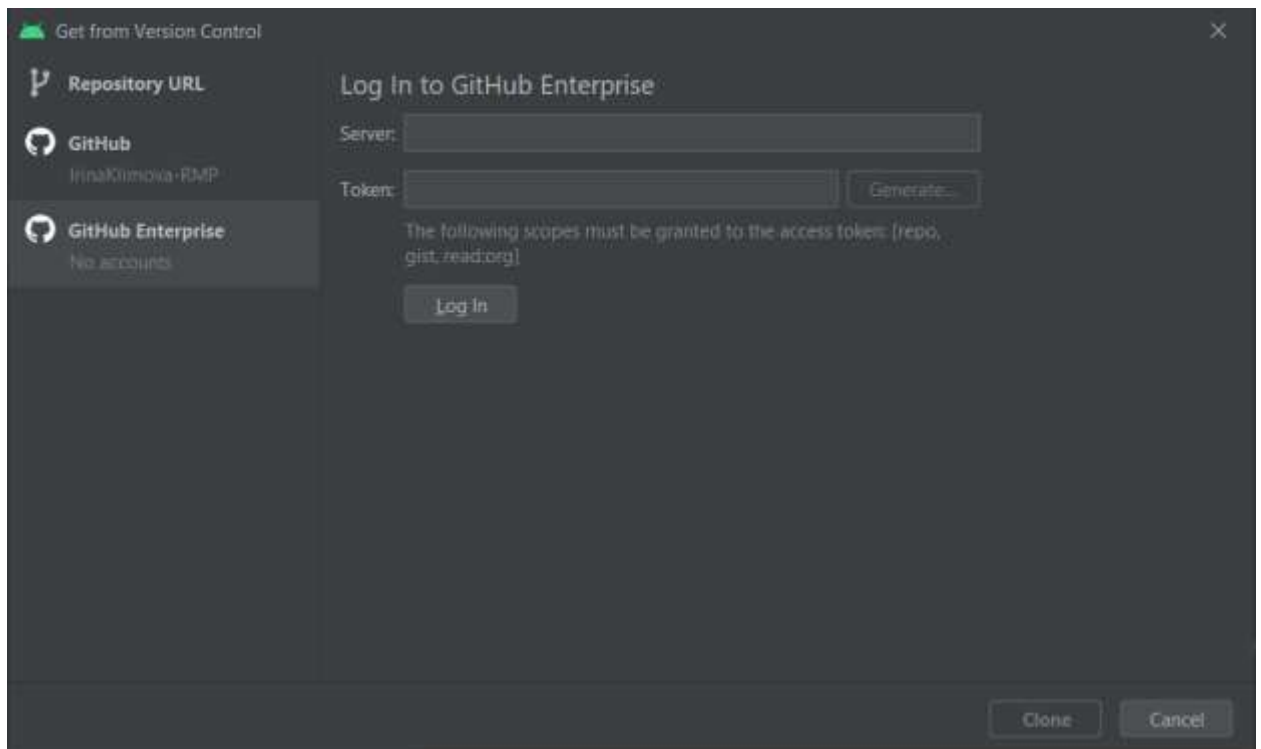 Get from Version Control
Repository URL
GitHub
IrinaKlimova-RMP
GitHub Enterprise
No accounts
Log In to GitHub Enterprise
Server:
Token:
Generate...
The following scopes must be granted to the access token: [repo,
gist, read:org]
Log In
Clone
Cancel